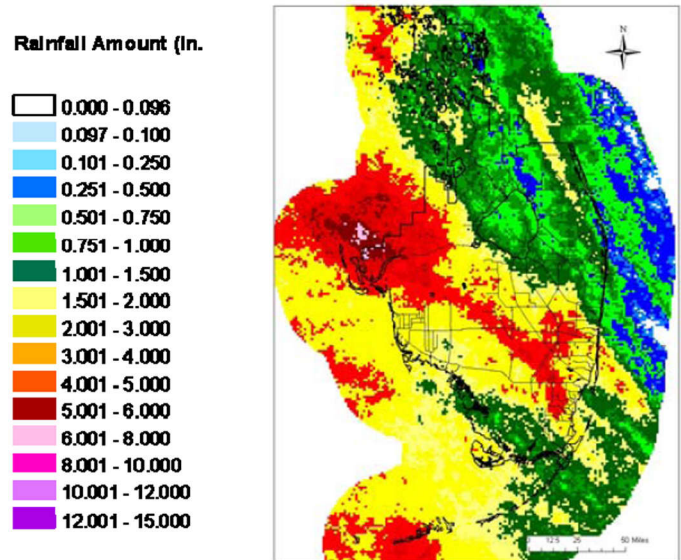 Rainfall Amount (In.
0.000 - 0.096
0.097 - 0.100
0.101 - 0.250
0.251 - 0.500
0.501 - 0.750
0.751 - 1.000
1.001 - 1.500
1.501 - 2.000
2.001 - 3.000
3.001 - 4.000
4.001 - 5.000
5.001 - 6.000
6.001 - 8.000
8.001 - 10.000
10.001 - 12.000
12.001 - 15.000
N
0 12.5 25 50 Miles